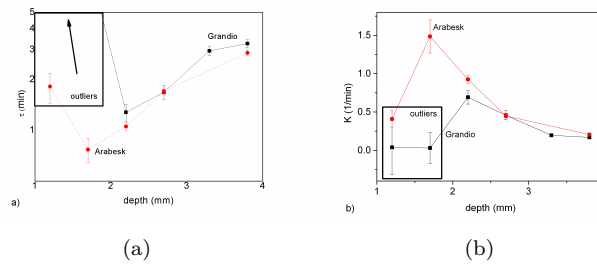 5
4
3
2
1
τ (min)
Grandio
outliers
Arabesk
1 2 3 4
depth (mm)
a)
1.5
1.0
0.5
0.0
K (1/min)
Arabesk
outliers
Grandio
1 2 3
depth (mm)
b)
(a) (b)